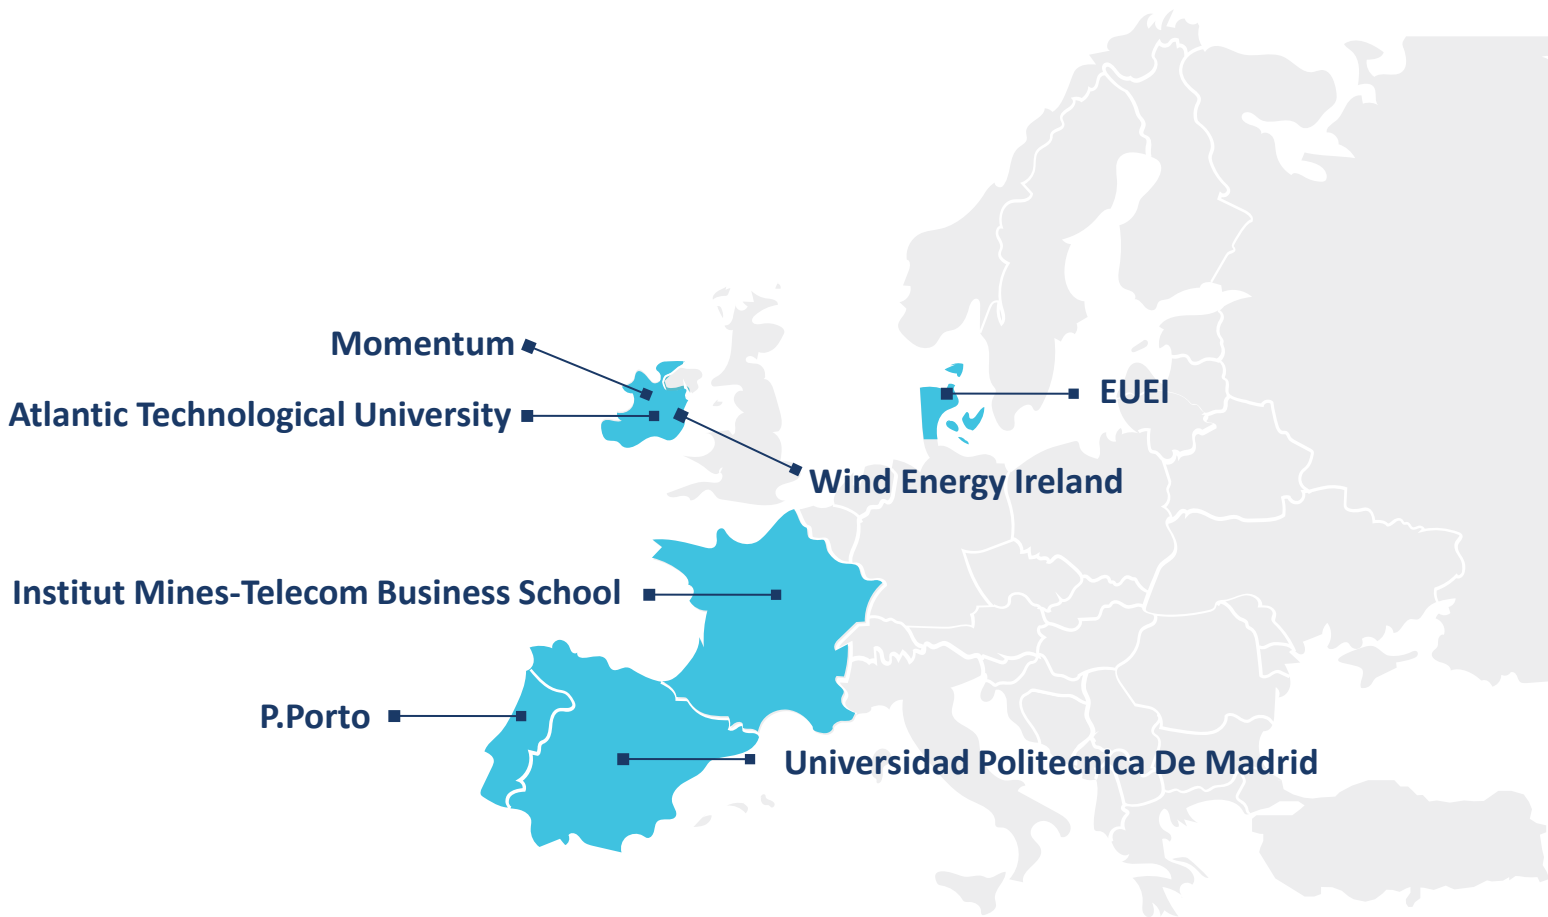 Momentum
EUEI
Atlantic Technological University
Wind Energy Ireland
Institut Mines-Telecom Business School
P.Porto
Universidad Politecnica De Madrid